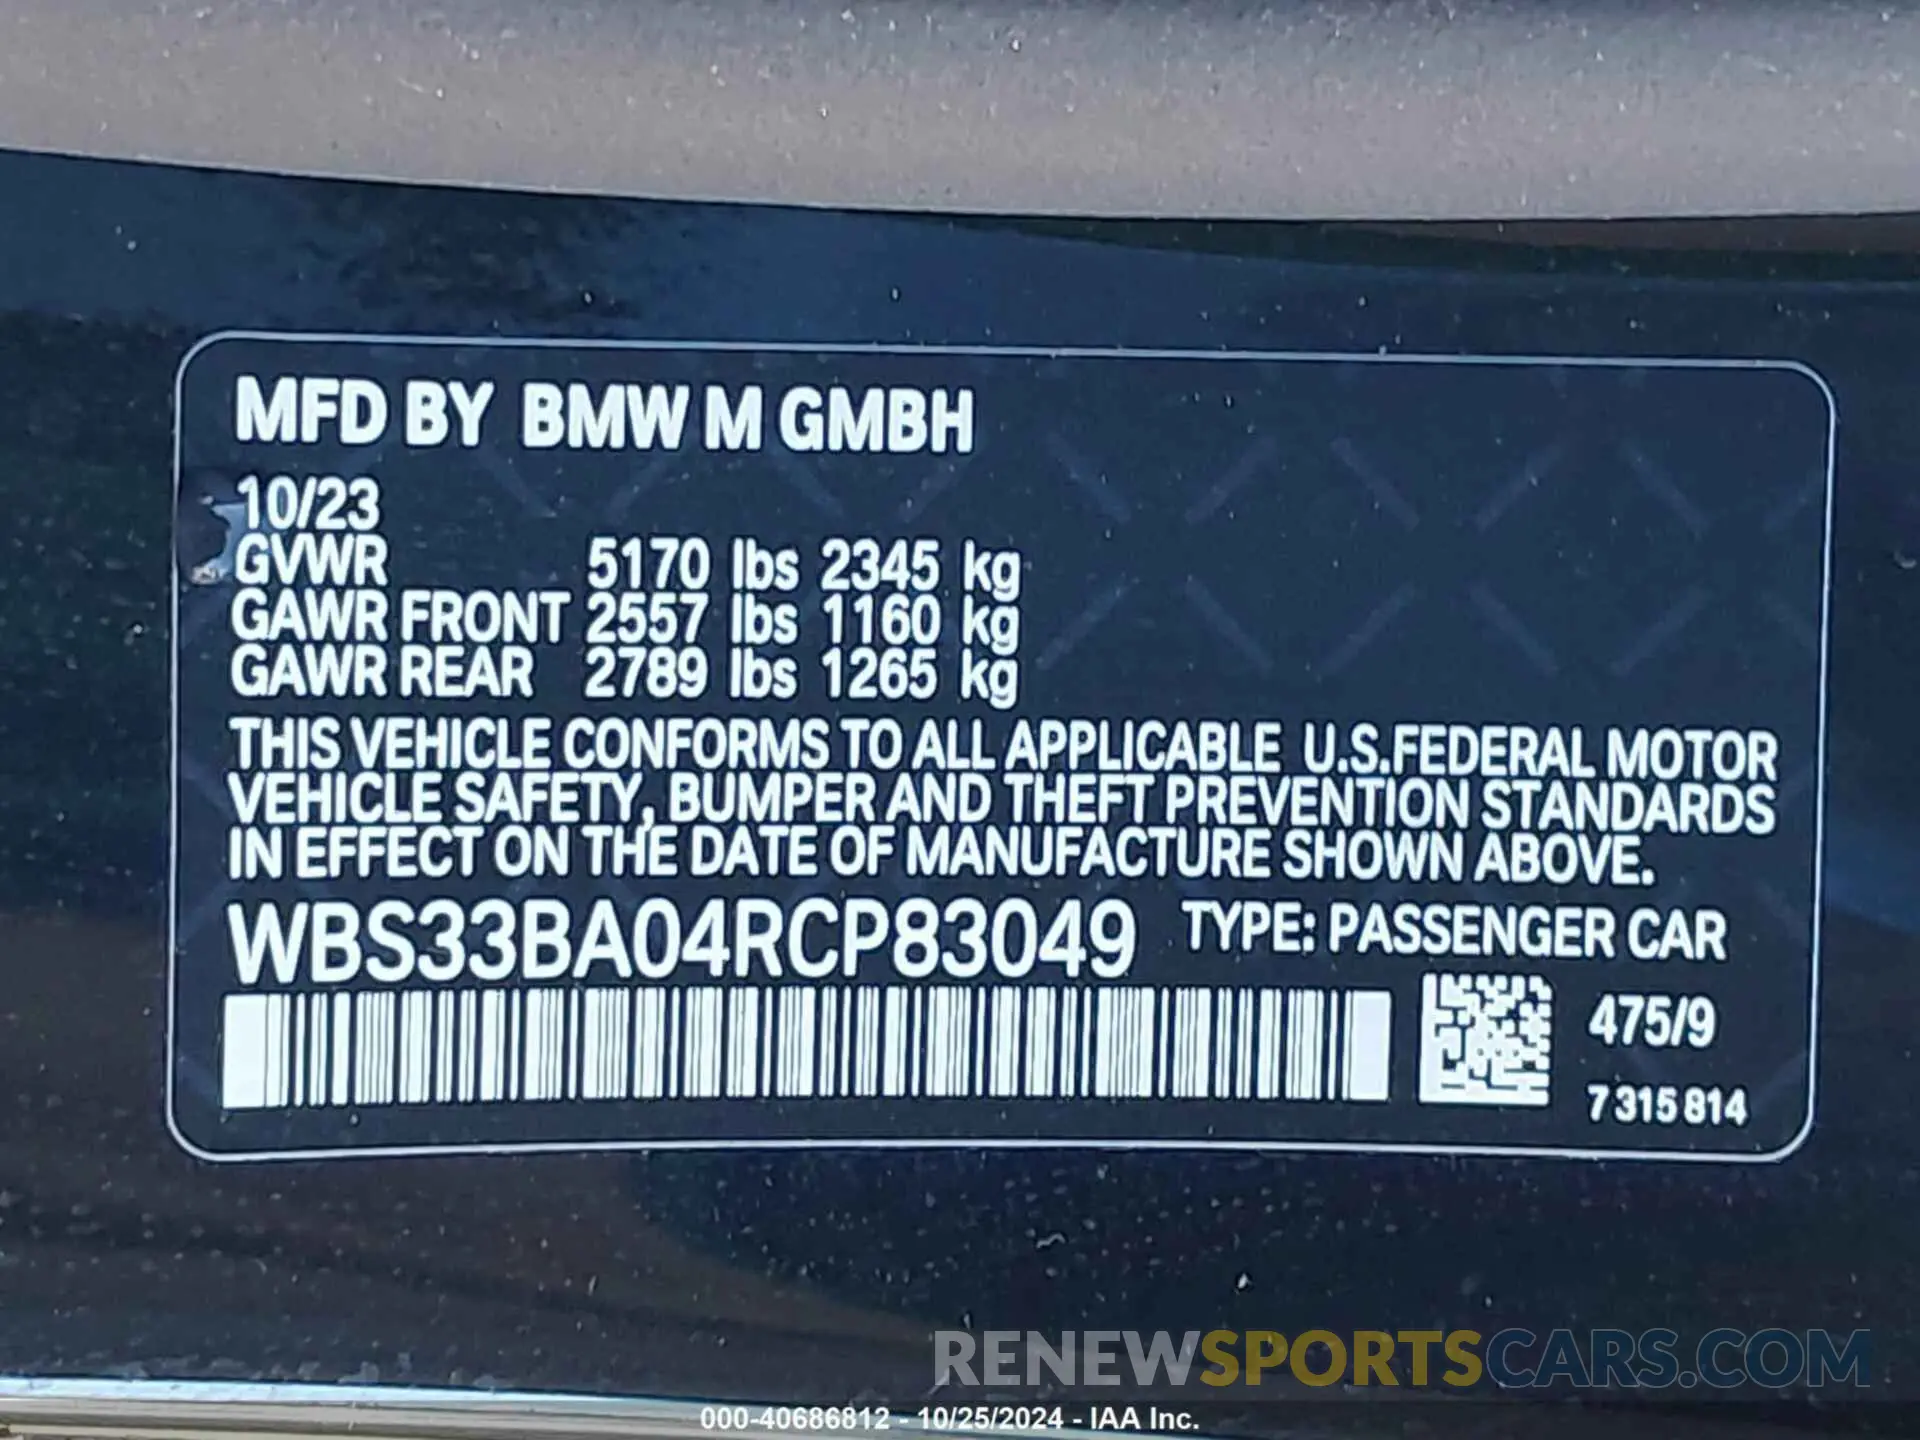 MFD BY BMW M GMBH
10/23
GVWR 5170 lbs 2345 kg
GAWR FRONT 2557 lbs 1160 kg
GAWR REAR 2789 lbs 1265 kg
THIS VEHICLE CONFORMS TO ALL APPLICABLE U.S.FEDERAL MOTOR
VEHICLE SAFETY, BUMPER AND THEFT PREVENTION STANDARDS
IN EFFECT ON THE DATE OF MANUFACTURE SHOWN ABOVE.
WBS33BA04RCP83049 TYPE: PASSENGER CAR
475/9
7 315 814
RENEWSPORTSCARS.COM
000-40686812 - 10/25/2024 - IAA Inc.